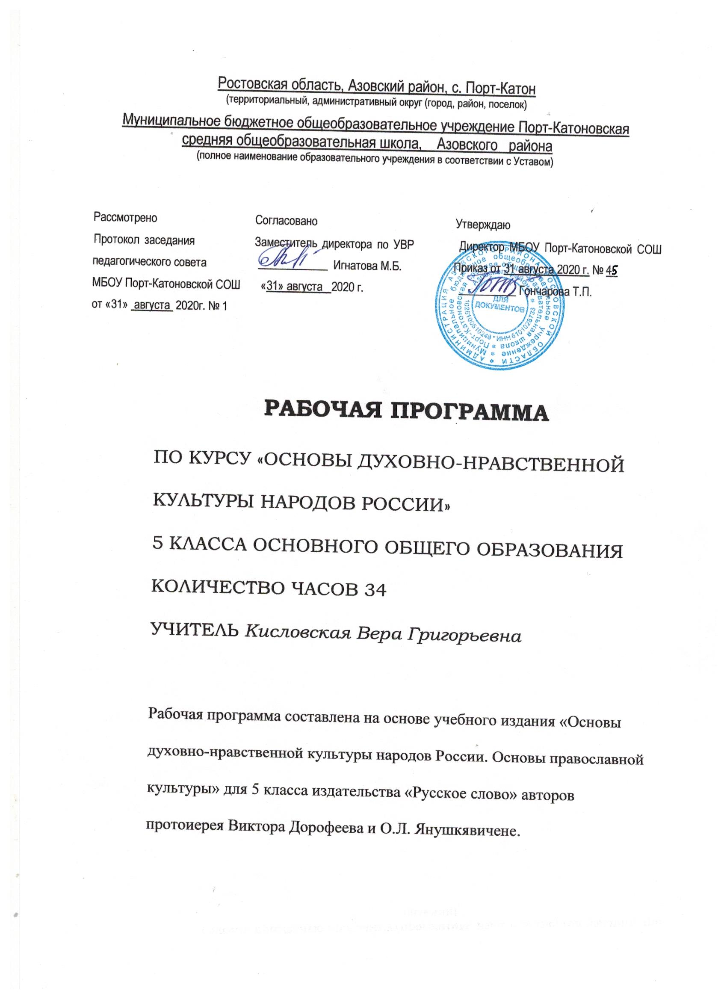 Ростовская область, Азовский район, с. Порт-Катон
(территориальный, административный округ (город, район, поселок)
Муниципальное бюджетное общеобразовательное учреждение Порт-Катоновская
средняя общеобразовательная школа, Азовского района
(полное наименование образовательного учреждения в соответствии с Уставом)
Рассмотрено
Протокол заседания
педагогического совета
МБОУ Порт-Катоновской СОШ
от «31» августа 2020г. № 1
Согласовано
Заместитель директора по УВР
Игнатова М.Б.
«31» августа 2020 г.
Утверждаю
Директор МБОУ Порт-Катоновской СОШ
Приказ от 31 августа 2020 г. № 45
Гончарова Т.П.
АДМИНИСТРАЦИЯ АЗОВСКОГО РАЙОНА РОСТОВСКОЙ ОБЛАСТИ
Муниципальное бюджетное общеобразовательное учреждение
Порт-Катоновская средняя общеобразовательная школа
Азовского района
1026100510248 * ИНН 6101028733
ДЛЯ
ДОКУМЕНТОВ
РАБОЧАЯ ПРОГРАММА
ПО КУРСУ «ОСНОВЫ ДУХОВНО-НРАВСТВЕННОЙ
КУЛЬТУРЫ НАРОДОВ РОССИИ»
5 КЛАССА ОСНОВНОГО ОБЩЕГО ОБРАЗОВАНИЯ
КОЛИЧЕСТВО ЧАСОВ 34
УЧИТЕЛЬ Кисловская Вера Григорьевна
Рабочая программа составлена на основе учебного издания «Основы
духовно-нравственной культуры народов России. Основы православной
культуры» для 5 класса издательства «Русское слово» авторов
протоиерея Виктора Дорофеева и О.Л. Янушкявичене.